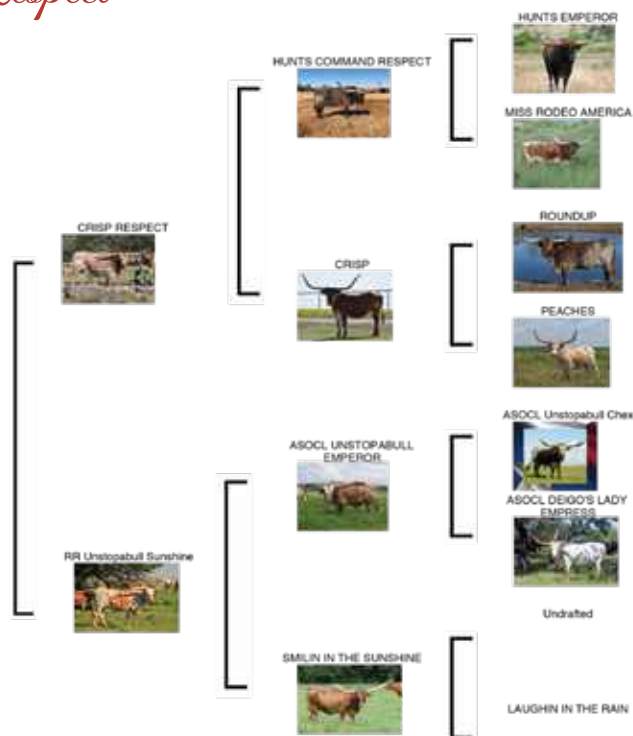 HUNTS EMPEROR
HUNTS COMMAND RESPECT
MISS RODEO AMERICA
CRISP RESPECT
ROUNDUP
CRISP
PEACHES
ASOCL Unstopabull Chex
ASOCL UNSTOPABULL
EMPEROR
ASOCL DEIGO'S LADY
EMPRESS
RR Unstopabull Sunshine
Undrafted
SMILIN IN THE SUNSHINE
LAUGHIN IN THE RAIN